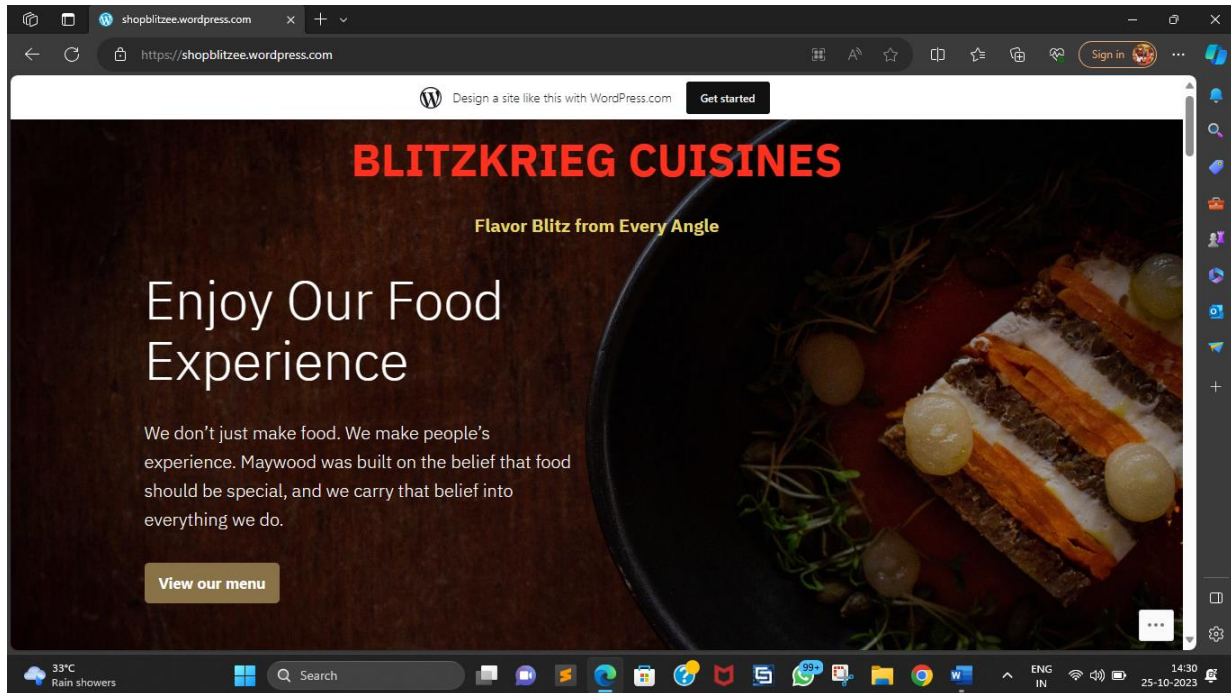 shopblitzee.wordpress.com
https://shopblitzee.wordpress.com
Sign in
Design a site like this with WordPress.com
Get started
BLITZKRIEG CUISINES
Flavor Blitz from Every Angle
Enjoy Our Food
Experience
We don’t just make food. We make people’s
experience. Maywood was built on the belief that food
should be special, and we carry that belief into
everything we do.
View our menu
33°C
Rain showers
Search
99+
ENG
IN
14:30
25-10-2023